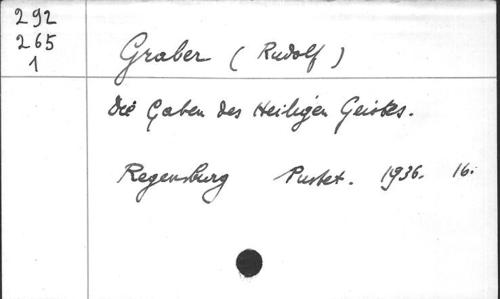 292
265
1
Graber ( Rudolf )
Die Gaben des Heiligen Geistes.
Regensburg Pustet. 1936. 16.